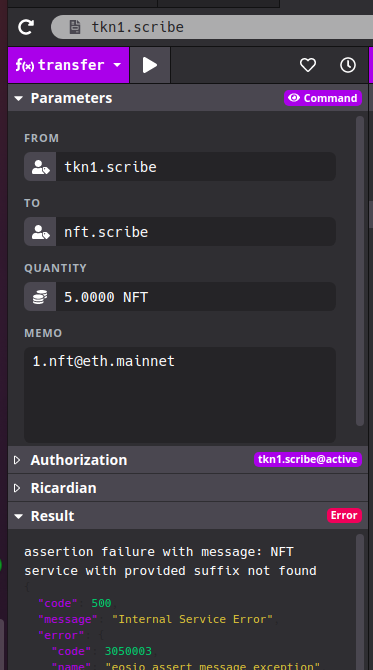 tkn1.scribe
f(x) transfer
Parameters
Command
FROM
tkn1.scribe
TO
nft.scribe
QUANTITY
5.0000 NFT
MEMO
1.nft@eth.mainnet
Authorization
tkn1.scribe@active
Ricardian
Result
Error
assertion failure with message: NFT
service with provided suffix not found
{
"code": 500
"message": "Internal Service Error"
"error": {
"code": 3050003
"name": "eosio_assert_message_exception"